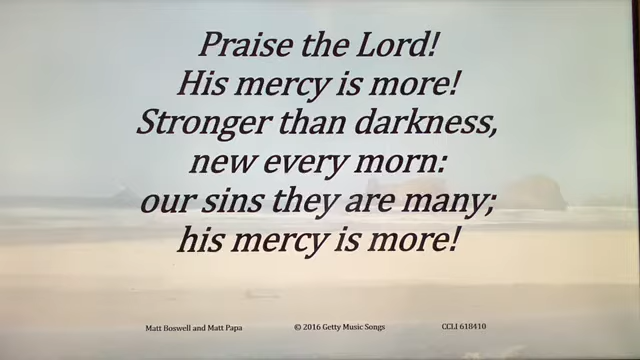 Praise the Lord!
His mercy is more!
Stronger than darkness,
new every morn:
our sins they are many;
his mercy is more!
Matt Boswell and Matt Papa © 2016 Getty Music Songs CCLI 618410